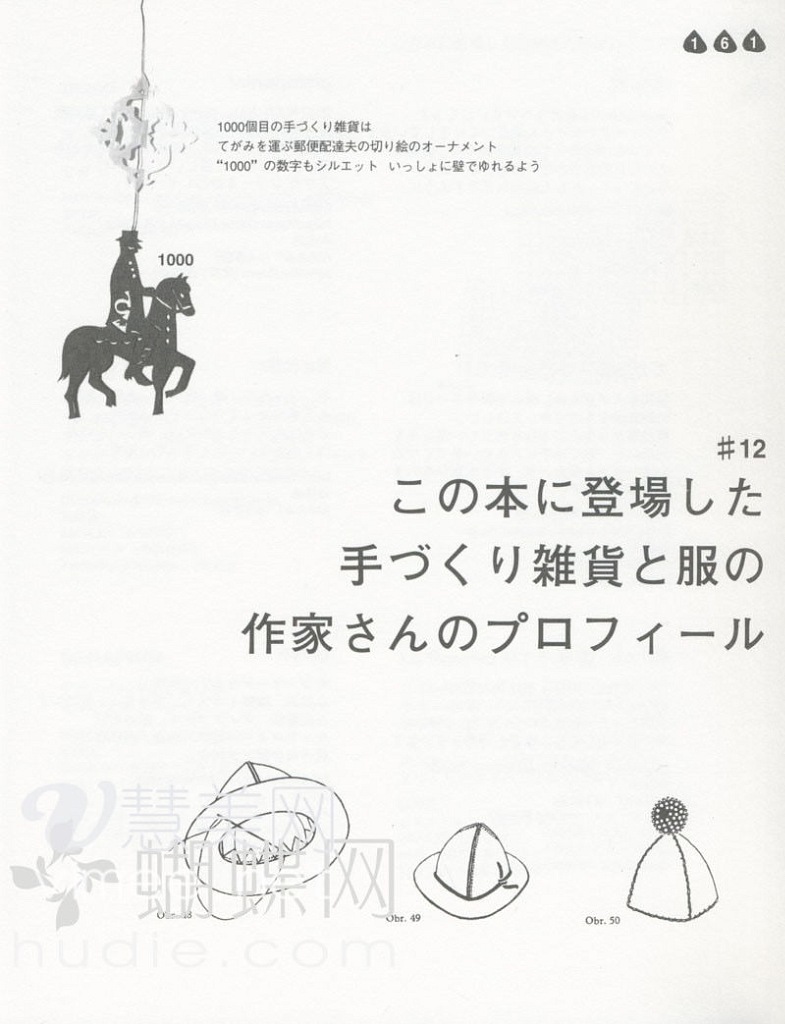 161
1000個目の手づくり雑貨は
てがみを運ぶ郵便配達夫の切り絵のオーナメント
“1000” の数字もシルエット いっしょに壁でゆれるよう
1000
#12
この本に登場した
手づくり雑貨と服の
作家さんのプロフィール
慧美网
蝴蝶网
Obr. 48
Obr. 49
Obr. 50
hudie.com